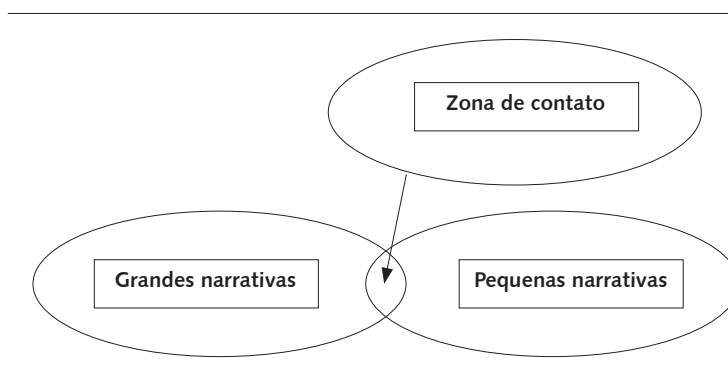 Zona de contato
Grandes narrativas
Pequenas narrativas